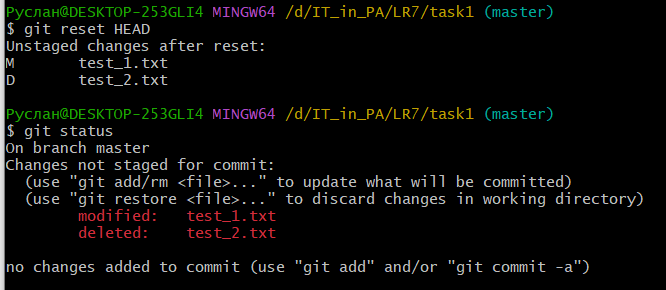 Руслан@DESKTOP-253GLI4 MINGW64 /d/IT_in_PA/LR7/task1 (master)
$ git reset HEAD
Unstaged changes after reset:
M       test_1.txt
D       test_2.txt

Руслан@DESKTOP-253GLI4 MINGW64 /d/IT_in_PA/LR7/task1 (master)
$ git status
On branch master
Changes not staged for commit:
  (use "git add/rm <file>..." to update what will be committed)
  (use "git restore <file>..." to discard changes in working directory)
        modified:   test_1.txt
        deleted:    test_2.txt

no changes added to commit (use "git add" and/or "git commit -a")